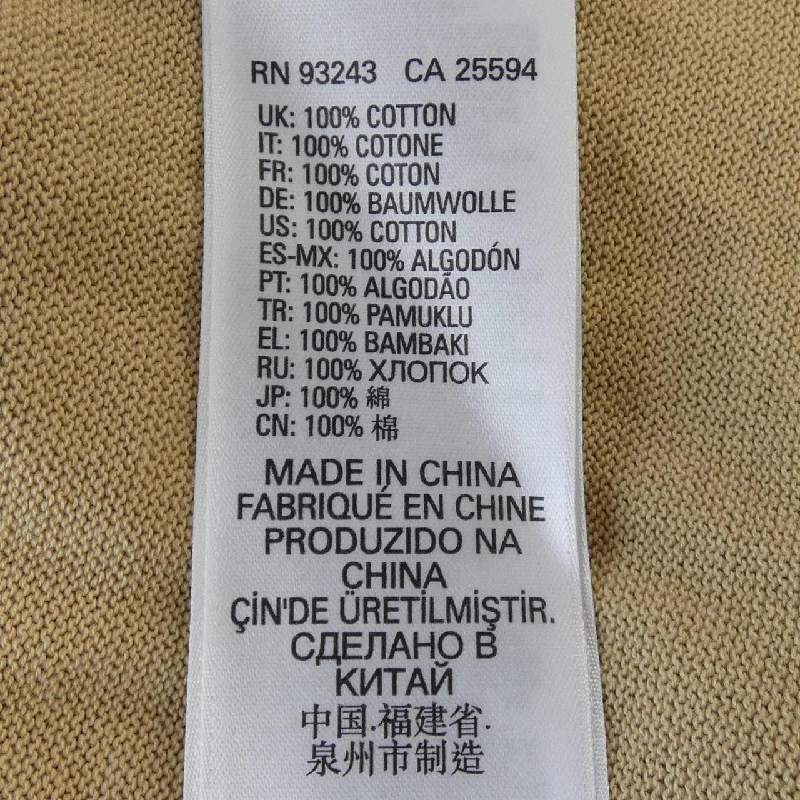 RN 93243 CA 25594
UK: 100% COTTON
IT: 100% COTONE
FR: 100% COTON
DE: 100% BAUMWOLLE
US: 100% COTTON
ES-MX: 100% ALGODÓN
PT: 100% ALGODÃO
TR: 100% PAMUKLU
EL: 100% BAMBAKI
RU: 100% ХЛОПОК
JP: 100% 綿
CN: 100% 棉
MADE IN CHINA
FABRIQUÉ EN CHINE
PRODUZIDO NA
CHINA
ÇİN'DE ÜRETİLMİŞTİR.
СДЕЛАНО В
КИТАЙ
中国.福建省.
泉州市制造